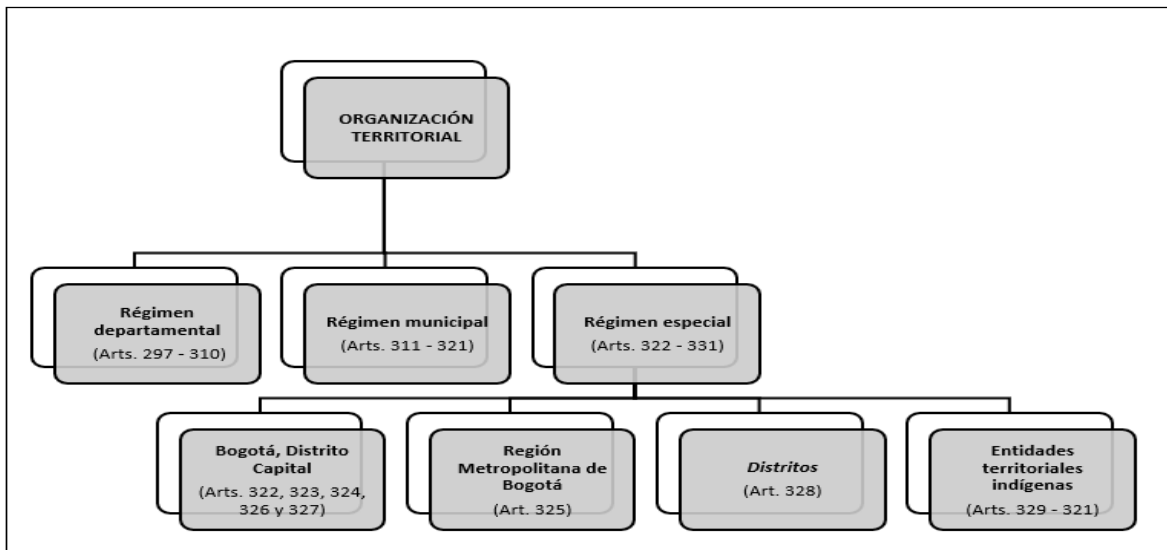 ORGANIZACIÓN
TERRITORIAL
Régimen
departamental
(Arts. 297 - 310)
Régimen municipal
(Arts. 311 - 321)
Régimen especial
(Arts. 322 - 331)
Bogotá, Distrito
Capital
(Arts. 322, 323, 324,
326 y 327)
Región
Metropolitana de
Bogotá
(Art. 325)
Distritos
(Art. 328)
Entidades
territoriales
indígenas
(Arts. 329 - 321)